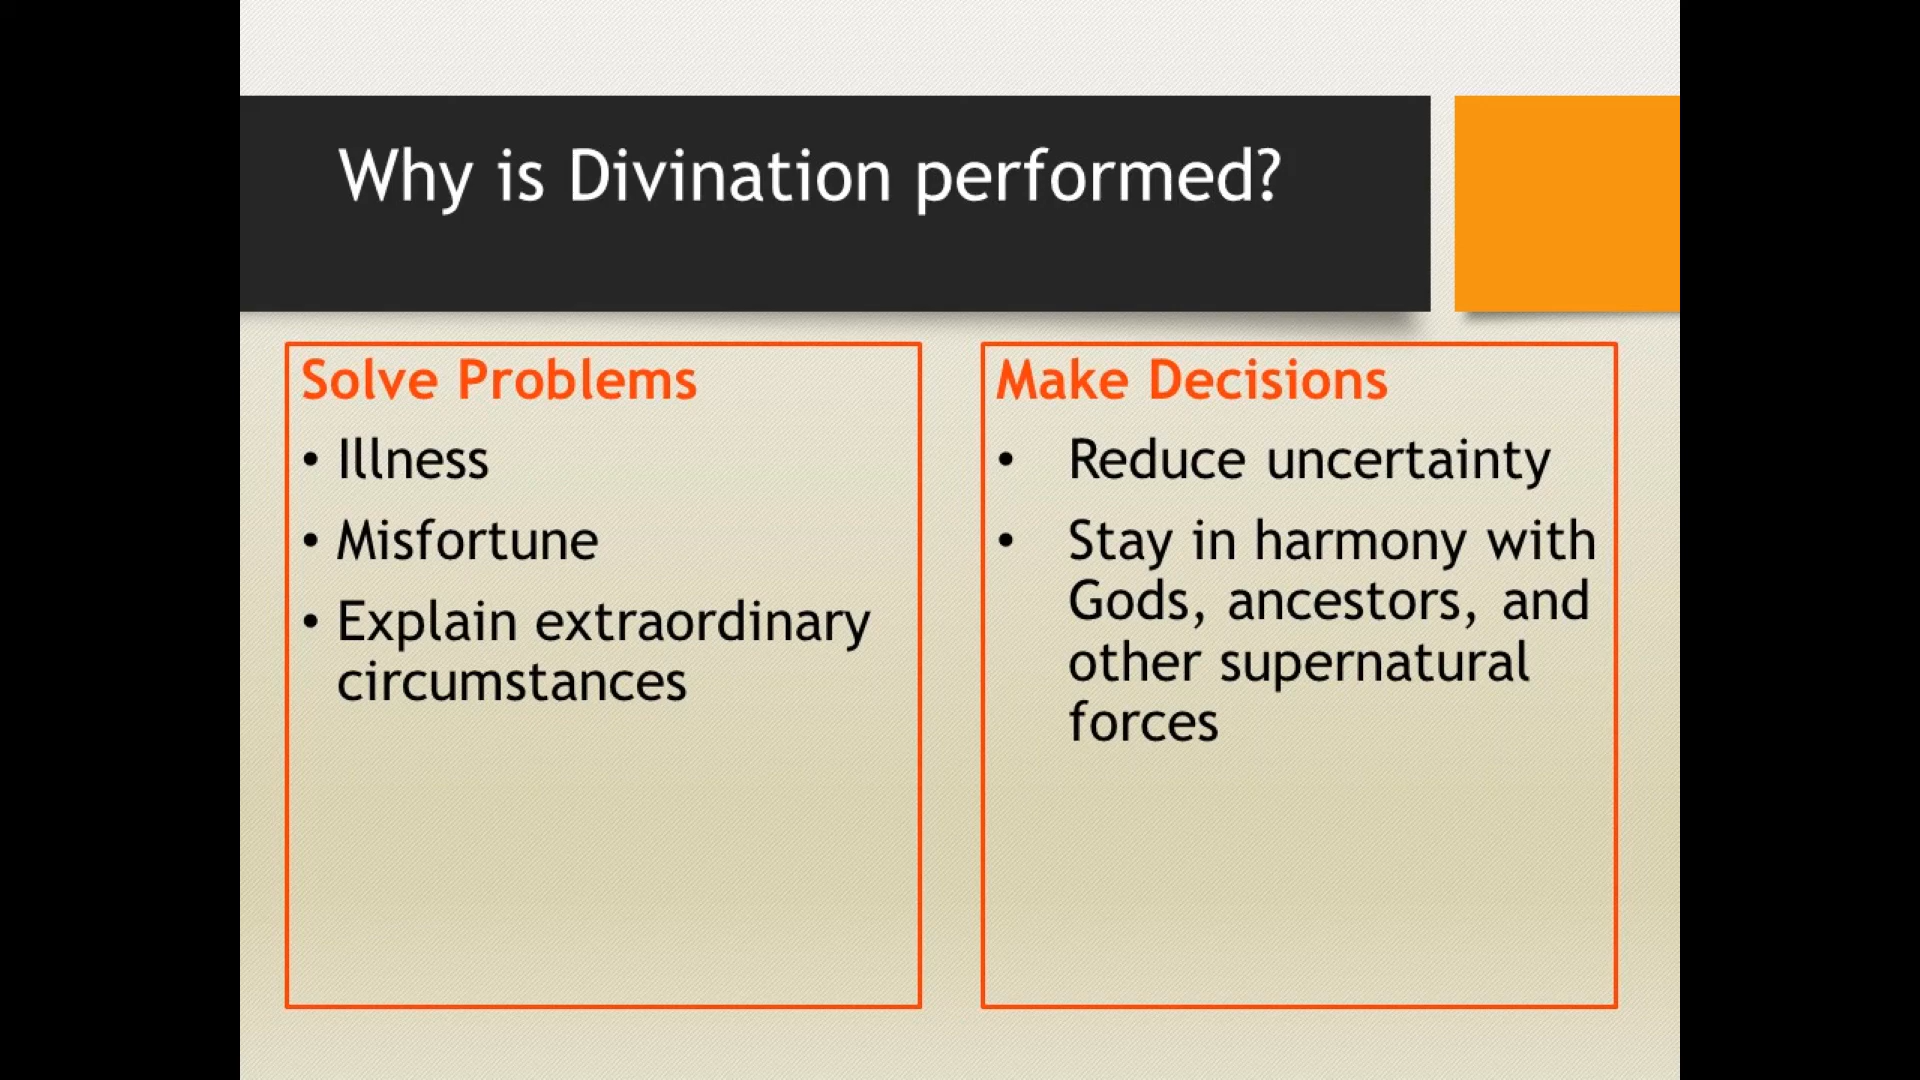 Why is Divination performed?
Solve Problems
• Illness
• Misfortune
• Explain extraordinary
circumstances
Make Decisions
• Reduce uncertainty
• Stay in harmony with
Gods, ancestors, and
other supernatural
forces